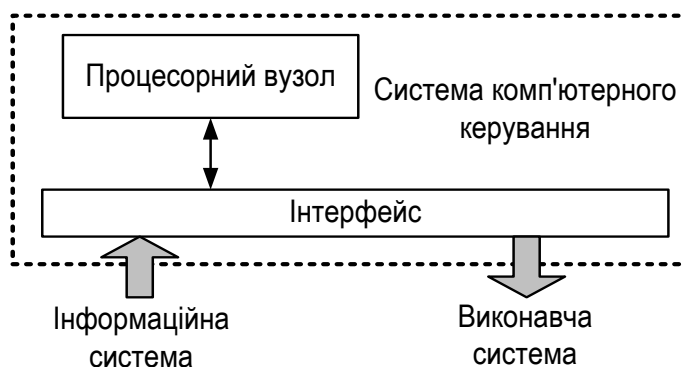 Процесорний вузол
Система комп'ютерного
керування
Інтерфейс
Інформаційна
система
Виконавча
система